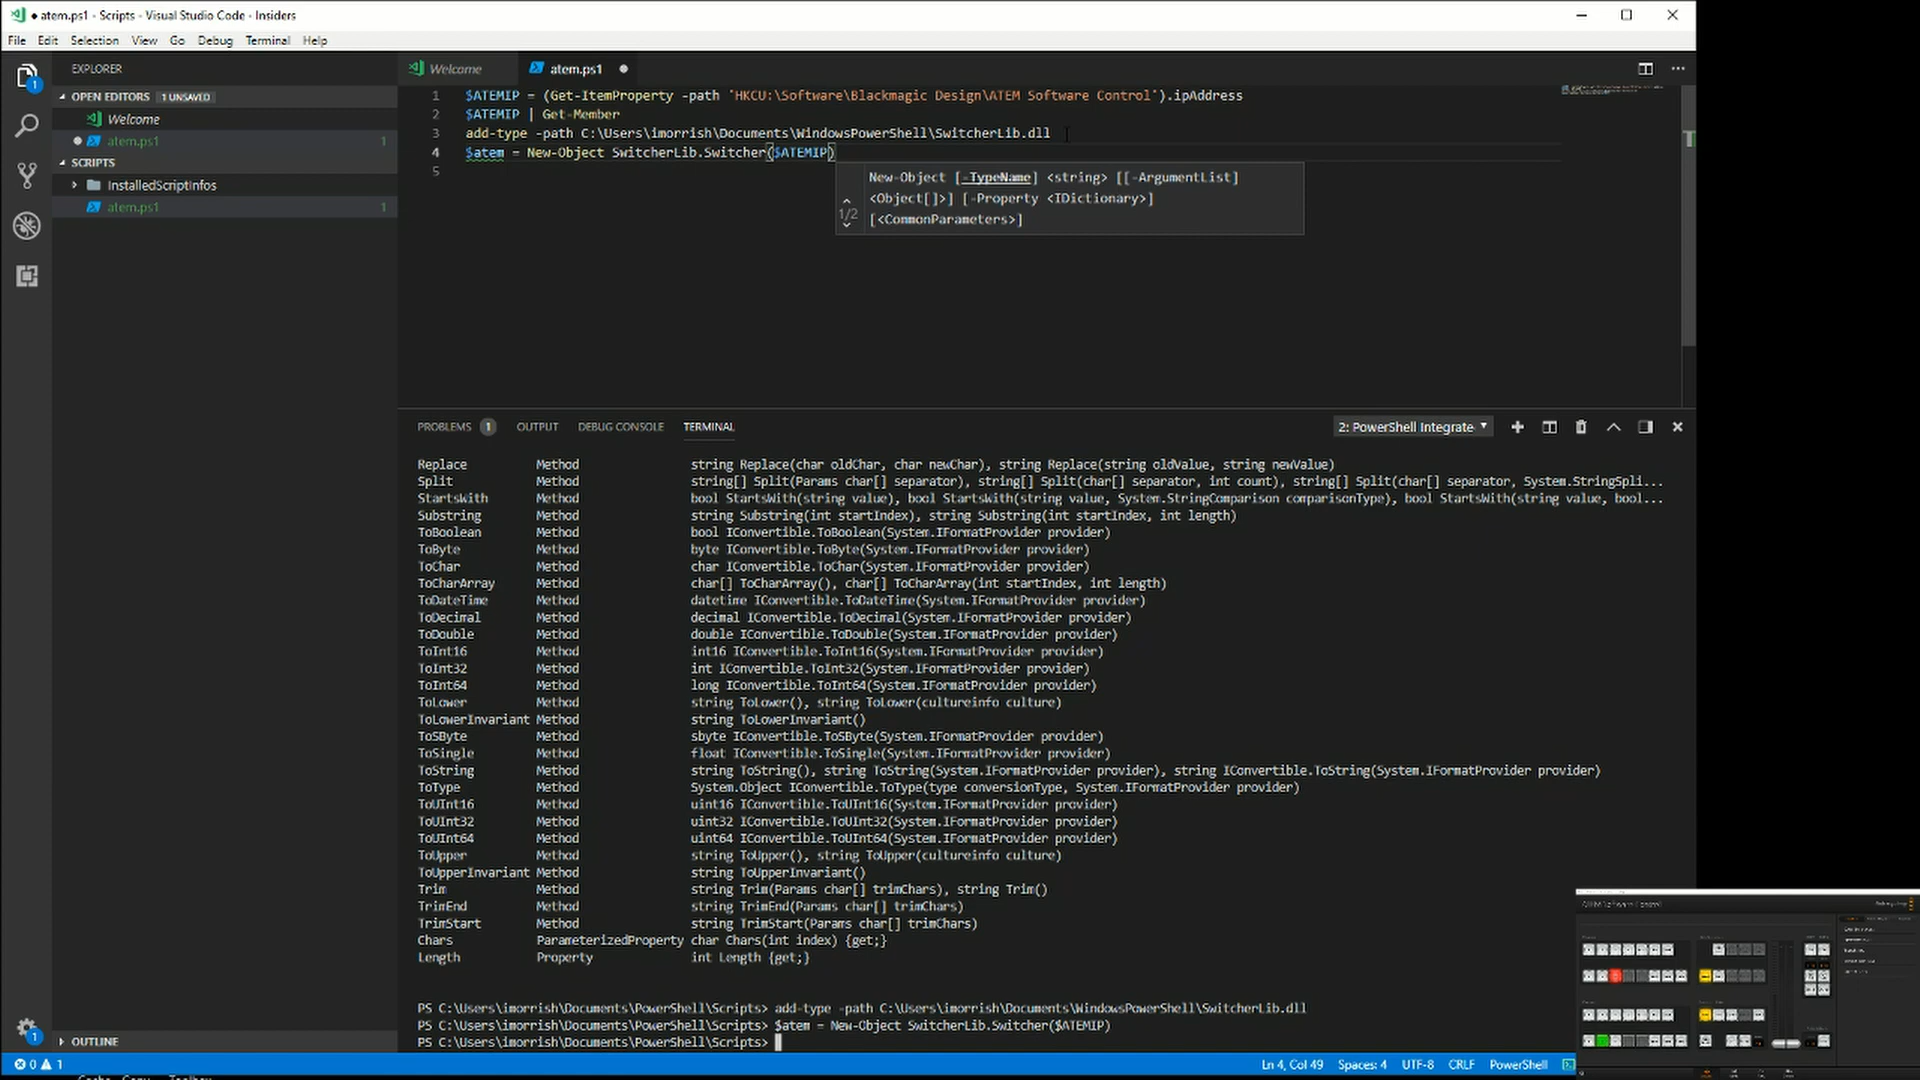 ● atem.ps1 - Scripts - Visual Studio Code - Insiders
File Edit Selection View Go Debug Terminal Help
EXPLORER
OPEN EDITORS 1 UNSAVED
Welcome
atem.ps1 1
SCRIPTS
InstalledScriptInfos
atem.ps1 1
OUTLINE
Welcome atem.ps1 ●
1 $ATEMIP = (Get-ItemProperty -path 'HKCU:\Software\Blackmagic Design\ATEM Software Control').ipAddress
2 $ATEMIP | Get-Member
3 add-type -path C:\Users\imorrish\Documents\WindowsPowerShell\SwitcherLib.dll
4 $atem = New-Object SwitcherLib.Switcher($ATEMIP)
5
New-Object [-TypeName] <string> [[-ArgumentList]
1/2 <Object[]>] [-Property <IDictionary>]
[<CommonParameters>]
PROBLEMS 1 OUTPUT DEBUG CONSOLE TERMINAL 2: PowerShell Integrate
Replace Method string Replace(char oldChar, char newChar), string Replace(string oldValue, string newValue)
Split Method string[] Split(Params char[] separator), string[] Split(char[] separator, int count), string[] Split(char[] separator, System.StringSpli...
StartsWith Method bool StartsWith(string value), bool StartsWith(string value, System.StringComparison comparisonType), bool StartsWith(string value, bool...
Substring Method string Substring(int startIndex), string Substring(int startIndex, int length)
ToBoolean Method bool IConvertible.ToBoolean(System.IFormatProvider provider)
ToByte Method byte IConvertible.ToByte(System.IFormatProvider provider)
ToChar Method char IConvertible.ToChar(System.IFormatProvider provider)
ToCharArray Method char[] ToCharArray(), char[] ToCharArray(int startIndex, int length)
ToDateTime Method datetime IConvertible.ToDateTime(System.IFormatProvider provider)
ToDecimal Method decimal IConvertible.ToDecimal(System.IFormatProvider provider)
ToDouble Method double IConvertible.ToDouble(System.IFormatProvider provider)
ToInt16 Method int16 IConvertible.ToInt16(System.IFormatProvider provider)
ToInt32 Method int IConvertible.ToInt32(System.IFormatProvider provider)
ToInt64 Method long IConvertible.ToInt64(System.IFormatProvider provider)
ToLower Method string ToLower(), string ToLower(cultureinfo culture)
ToLowerInvariant Method string ToLowerInvariant()
ToSByte Method sbyte IConvertible.ToSByte(System.IFormatProvider provider)
ToSingle Method float IConvertible.ToSingle(System.IFormatProvider provider)
ToString Method string ToString(), string ToString(System.IFormatProvider provider), string IConvertible.ToString(System.IFormatProvider provider)
ToType Method System.Object IConvertible.ToType(type conversionType, System.IFormatProvider provider)
ToUInt16 Method uint16 IConvertible.ToUInt16(System.IFormatProvider provider)
ToUInt32 Method uint32 IConvertible.ToUInt32(System.IFormatProvider provider)
ToUInt64 Method uint64 IConvertible.ToUInt64(System.IFormatProvider provider)
ToUpper Method string ToUpper(), string ToUpper(cultureinfo culture)
ToUpperInvariant Method string ToUpperInvariant()
Trim Method string Trim(Params char[] trimChars), string Trim()
TrimEnd Method string TrimEnd(Params char[] trimChars)
TrimStart Method string TrimStart(Params char[] trimChars)
Chars ParameterizedProperty char Chars(int index) {get;}
Length Property int Length {get;}
PS C:\Users\imorrish\Documents\PowerShell\Scripts> add-type -path C:\Users\imorrish\Documents\WindowsPowerShell\SwitcherLib.dll
PS C:\Users\imorrish\Documents\PowerShell\Scripts> $atem = New-Object SwitcherLib.Switcher($ATEMIP)
PS C:\Users\imorrish\Documents\PowerShell\Scripts>
0 1 Ln 4, Col 49 Spaces: 4 UTF-8 CRLF PowerShell